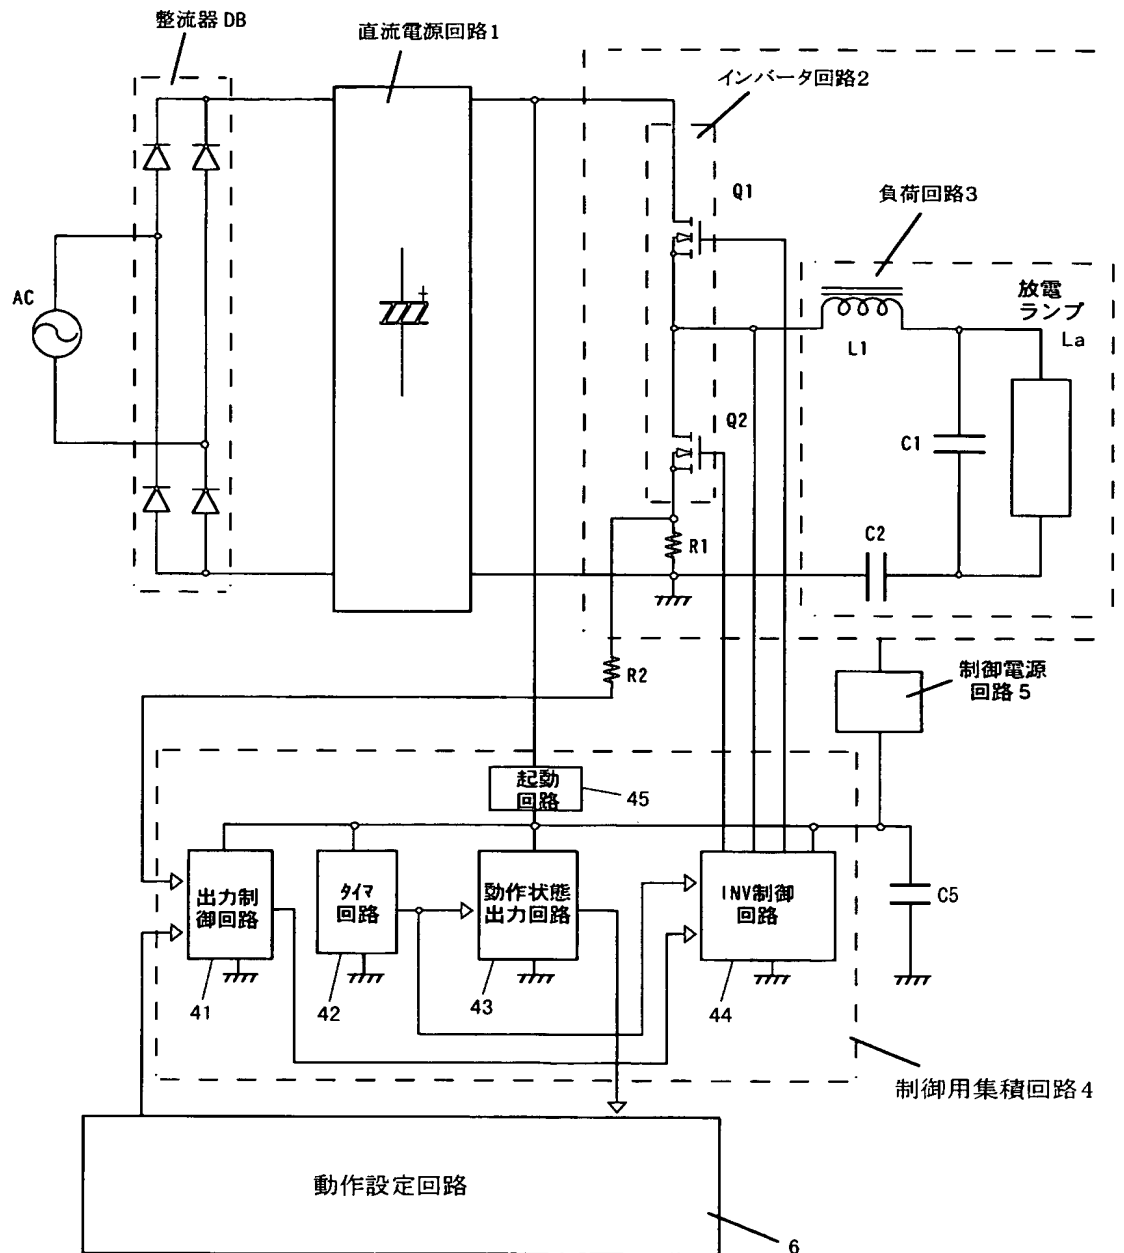 整流器 DB
直流電源回路1
インバータ回路2
Q1
負荷回路3
AC
放電
ランプ
La
L1
Q2
C1
C2
R1
R2
制御電源
回路 5
起動
回路
45
出力制
御回路
タイマ
回路
動作状態
出力回路
INV制御
回路
C5
41
42
43
44
制御用集積回路4
動作設定回路
6